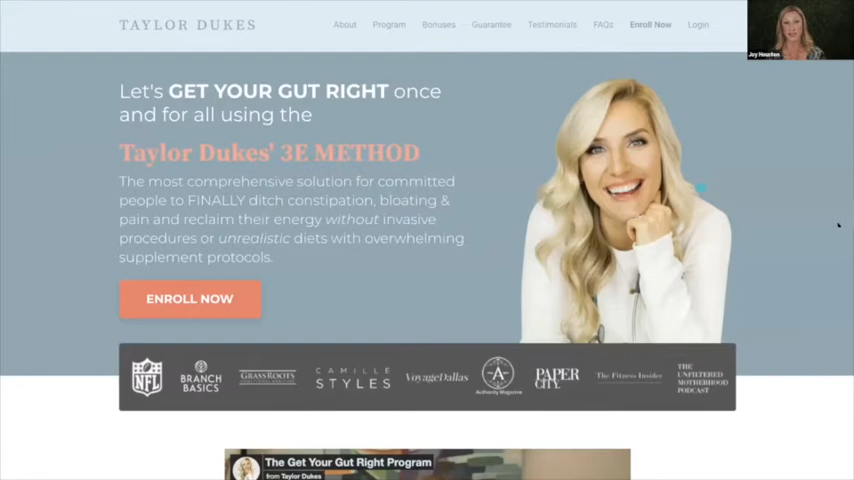 TAYLOR DUKES
About Program Bonuses Guarantee Testimonials FAQs Enroll Now Login
Joy Houston
Let's GET YOUR GUT RIGHT once
and for all using the
Taylor Dukes' 3E METHOD
The most comprehensive solution for committed
people to FINALLY ditch constipation, bloating &
pain and reclaim their energy without invasive
procedures or unrealistic diets with overwhelming
supplement protocols.
ENROLL NOW
NFL
BRANCH
BASICS
GRASSROOTS
CAMILLE
STYLES
VoyageDallas
A
Authority Magazine
PAPER
CITY
The Fitness Insider
THE
UNFILTERED
MOTHERHOOD
PODCAST
The Get Your Gut Right Program
from Taylor Dukes